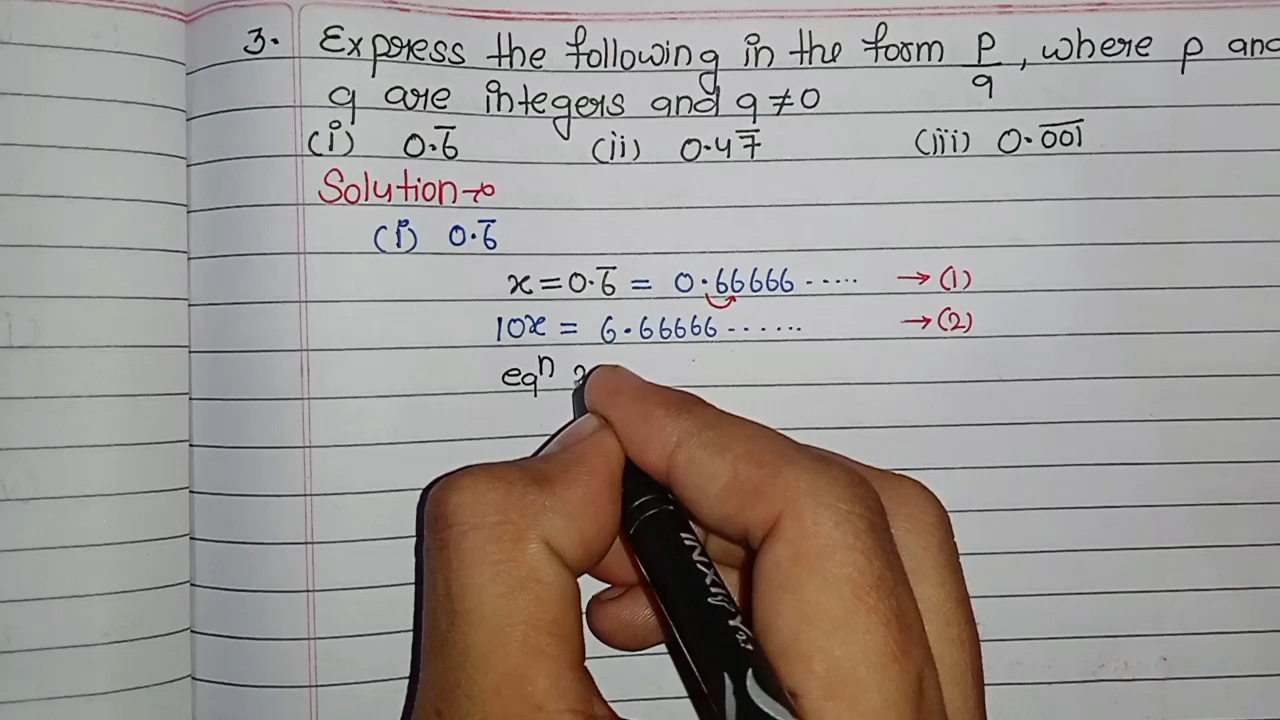 3. Express the following in the form p/q, where p and
q are integers and q ≠ 0
(i) 0.6̅ (ii) 0.47̅ (iii) 0.0̅0̅1̅
Solution →
(i) 0.6̅
x = 0.6̅ = 0.66666 ..... → (1)
10x = 6.66666 ...... → (2)
eqⁿ